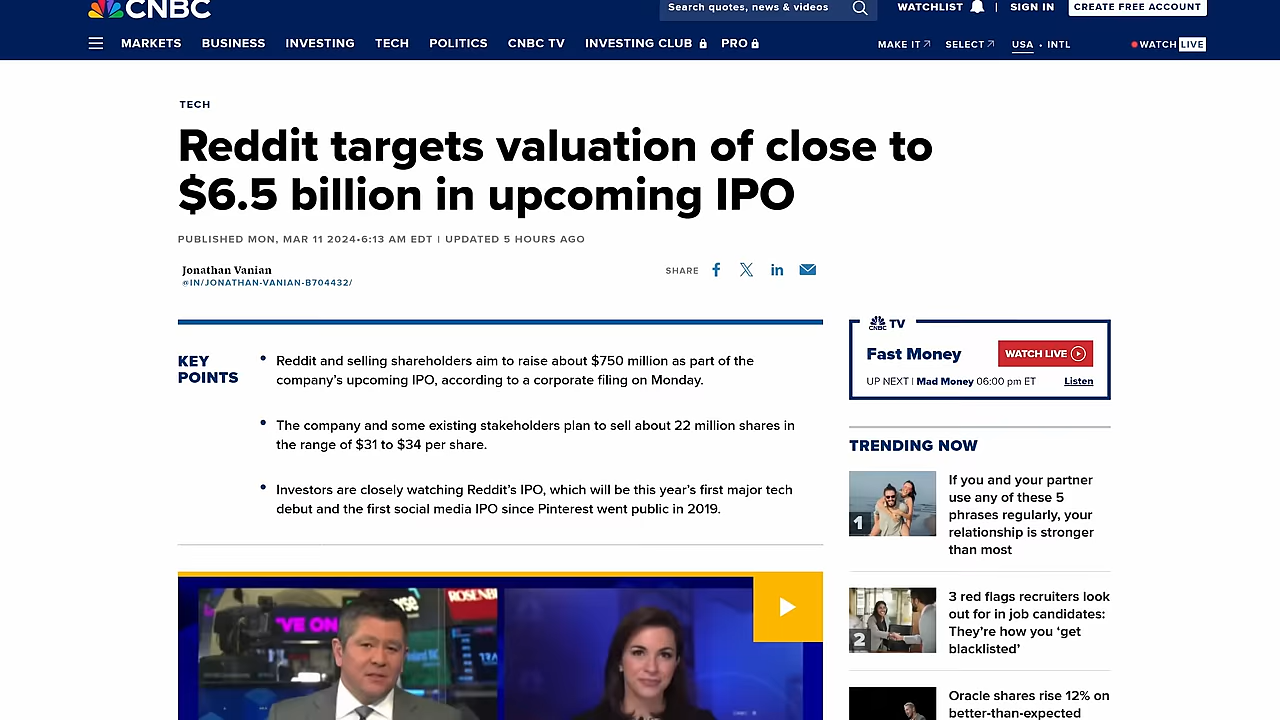 CNBC
Search quotes, news & videos
WATCHLIST
SIGN IN
CREATE FREE ACCOUNT
MARKETS
BUSINESS
INVESTING
TECH
POLITICS
CNBC TV
INVESTING CLUB
PRO
MAKE IT
SELECT
USA • INTL
WATCH LIVE
TECH
Reddit targets valuation of close to
$6.5 billion in upcoming IPO
PUBLISHED MON, MAR 11 2024•6:13 AM EDT | UPDATED 5 HOURS AGO
Jonathan Vanian
@IN/JONATHAN-VANIAN-B704432/
SHARE
KEY
POINTS
• Reddit and selling shareholders aim to raise about $750 million as part of the
company's upcoming IPO, according to a corporate filing on Monday.
• The company and some existing stakeholders plan to sell about 22 million shares in
the range of $31 to $34 per share.
• Investors are closely watching Reddit's IPO, which will be this year's first major tech
debut and the first social media IPO since Pinterest went public in 2019.
CNBC TV
Fast Money
WATCH LIVE
UP NEXT | Mad Money 06:00 pm ET
Listen
TRENDING NOW
1
If you and your partner
use any of these 5
phrases regularly, your
relationship is stronger
than most
2
3 red flags recruiters look
out for in job candidates:
They're how you 'get
blacklisted'
Oracle shares rise 12% on
better-than-expected